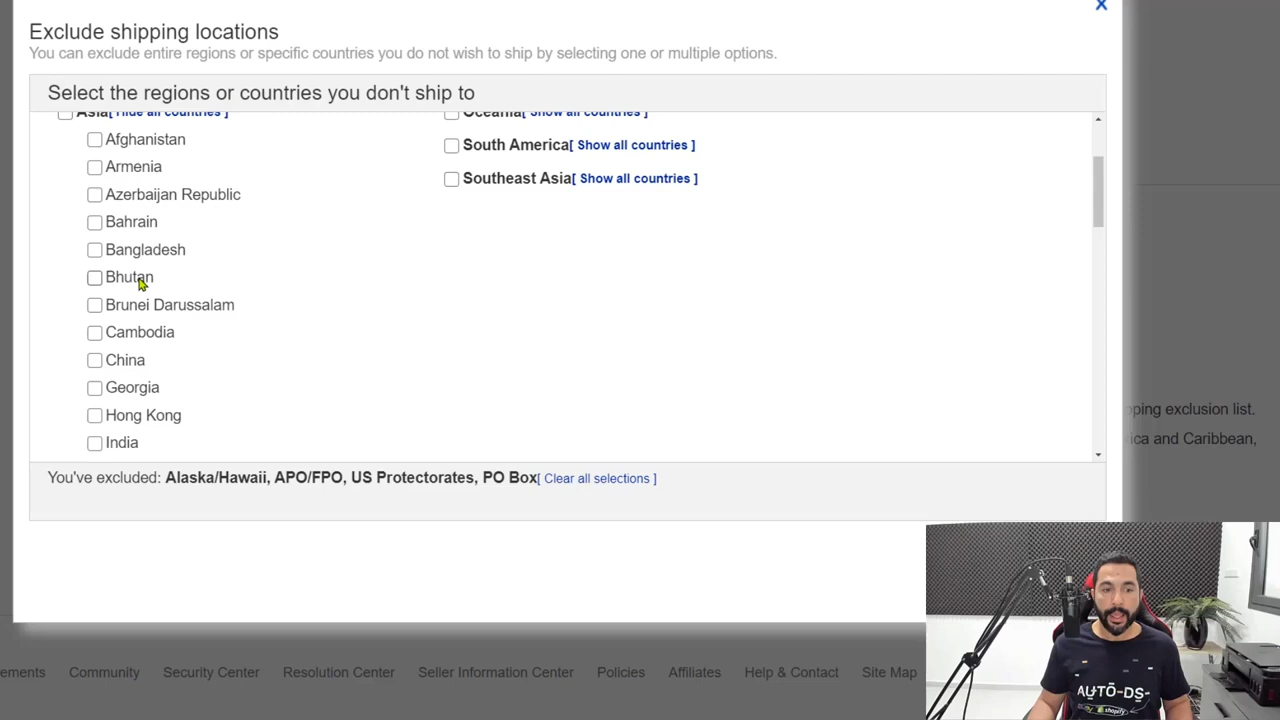 X
Exclude shipping locations
You can exclude entire regions or specific countries you do not wish to ship by selecting one or multiple options.
Select the regions or countries you don't ship to
Asia[ Hide all countries ]
Afghanistan
Armenia
Azerbaijan Republic
Bahrain
Bangladesh
Bhutan
Brunei Darussalam
Cambodia
China
Georgia
Hong Kong
India
Oceania[ Show all countries ]
South America[ Show all countries ]
Southeast Asia[ Show all countries ]
You've excluded: Alaska/Hawaii, APO/FPO, US Protectorates, PO Box[ Clear all selections ]
pping exclusion list.
ica and Caribbean,
ements Community Security Center Resolution Center Seller Information Center Policies Affiliates Help & Contact Site Map
AUTO-DS
shopify